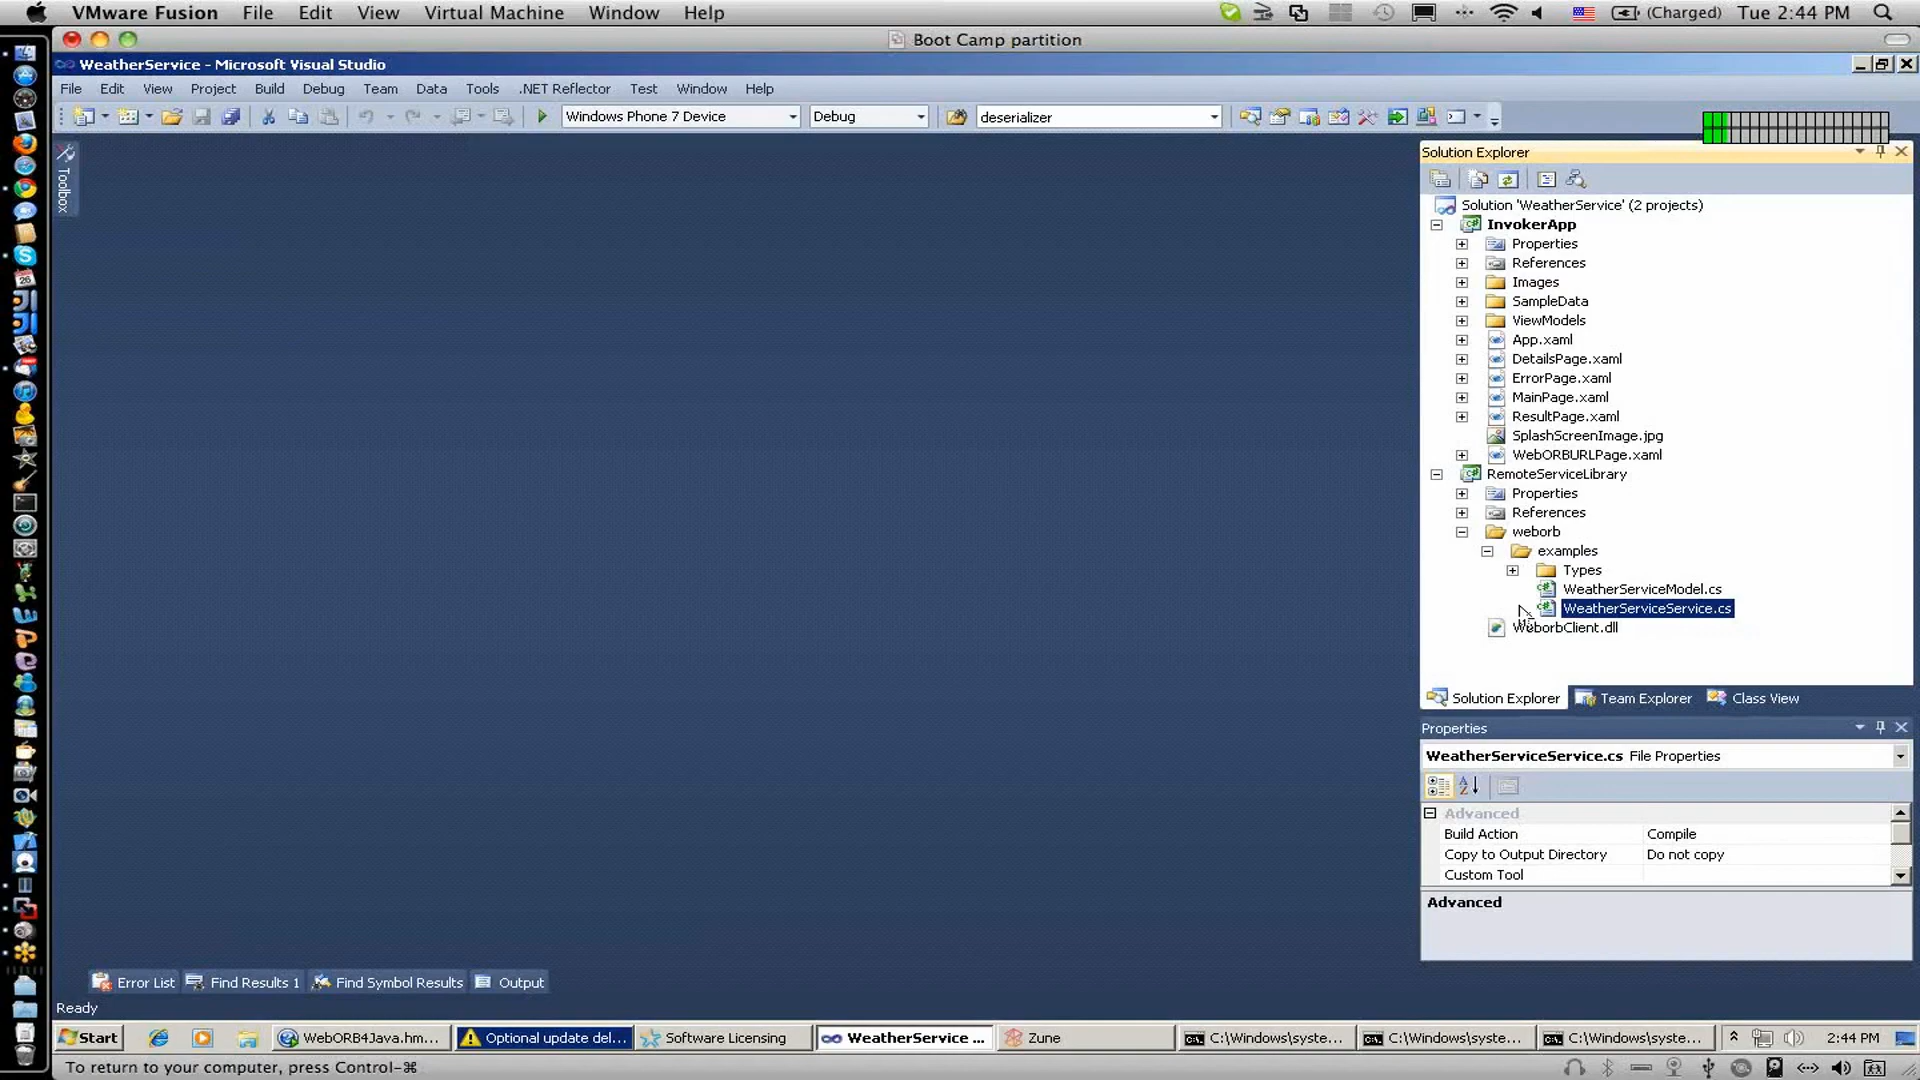 VMware Fusion File Edit View Virtual Machine Window Help (Charged) Tue 2:44 PM
Boot Camp partition
WeatherService - Microsoft Visual Studio
File Edit View Project Build Debug Team Data Tools .NET Reflector Test Window Help
Windows Phone 7 Device Debug deserializer
Toolbox
Solution Explorer
Solution 'WeatherService' (2 projects)
InvokerApp
Properties
References
Images
SampleData
ViewModels
App.xaml
DetailsPage.xaml
ErrorPage.xaml
MainPage.xaml
ResultPage.xaml
SplashScreenImage.jpg
WebORBURLPage.xaml
RemoteServiceLibrary
Properties
References
weborb
examples
Types
WeatherServiceModel.cs
WeatherServiceService.cs
WeborbClient.dll
Solution Explorer Team Explorer Class View
Properties
WeatherServiceService.cs File Properties
Advanced
Build Action Compile
Copy to Output Directory Do not copy
Custom Tool
Advanced
Error List Find Results 1 Find Symbol Results Output
Ready
Start WebORB4Java.hm... Optional update del... Software Licensing WeatherService ... Zune C:\Windows\syste... C:\Windows\syste... C:\Windows\syste... 2:44 PM
To return to your computer, press Control-⌘